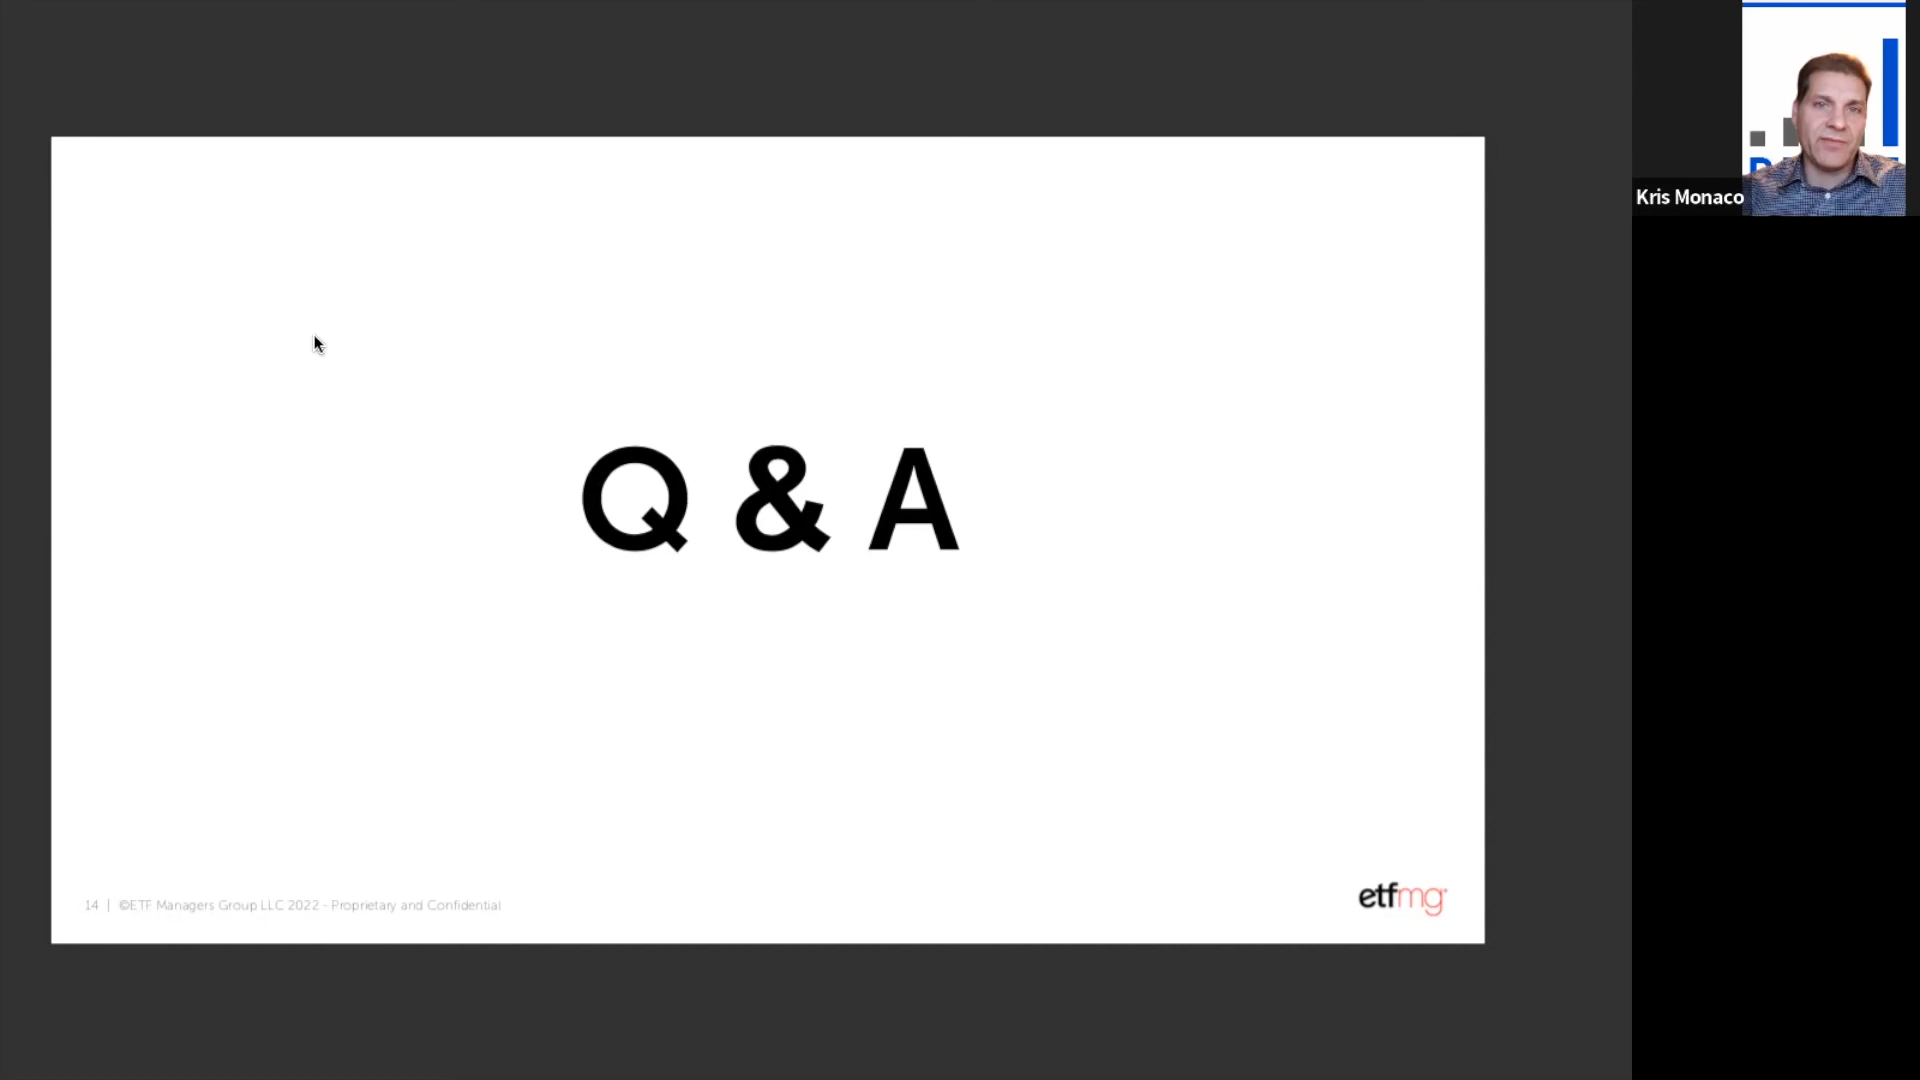 Kris Monaco
Q & A
14 | ©ETF Managers Group LLC 2022 - Proprietary and Confidential
etfmg